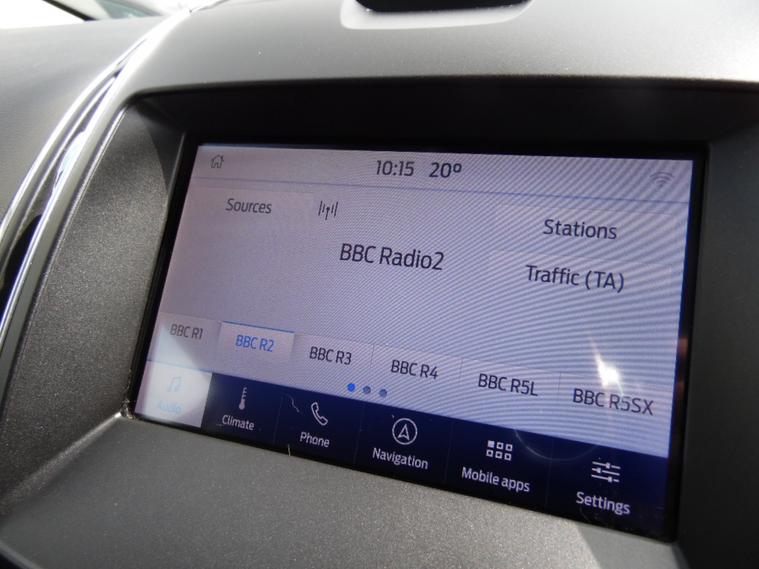 10:15 20º
Sources
Stations
BBC Radio2
Traffic (TA)
BBC R1
BBC R2
BBC R3
BBC R4
BBC R5L
BBC R5SX
Audio
Climate
Phone
Navigation
Mobile apps
Settings